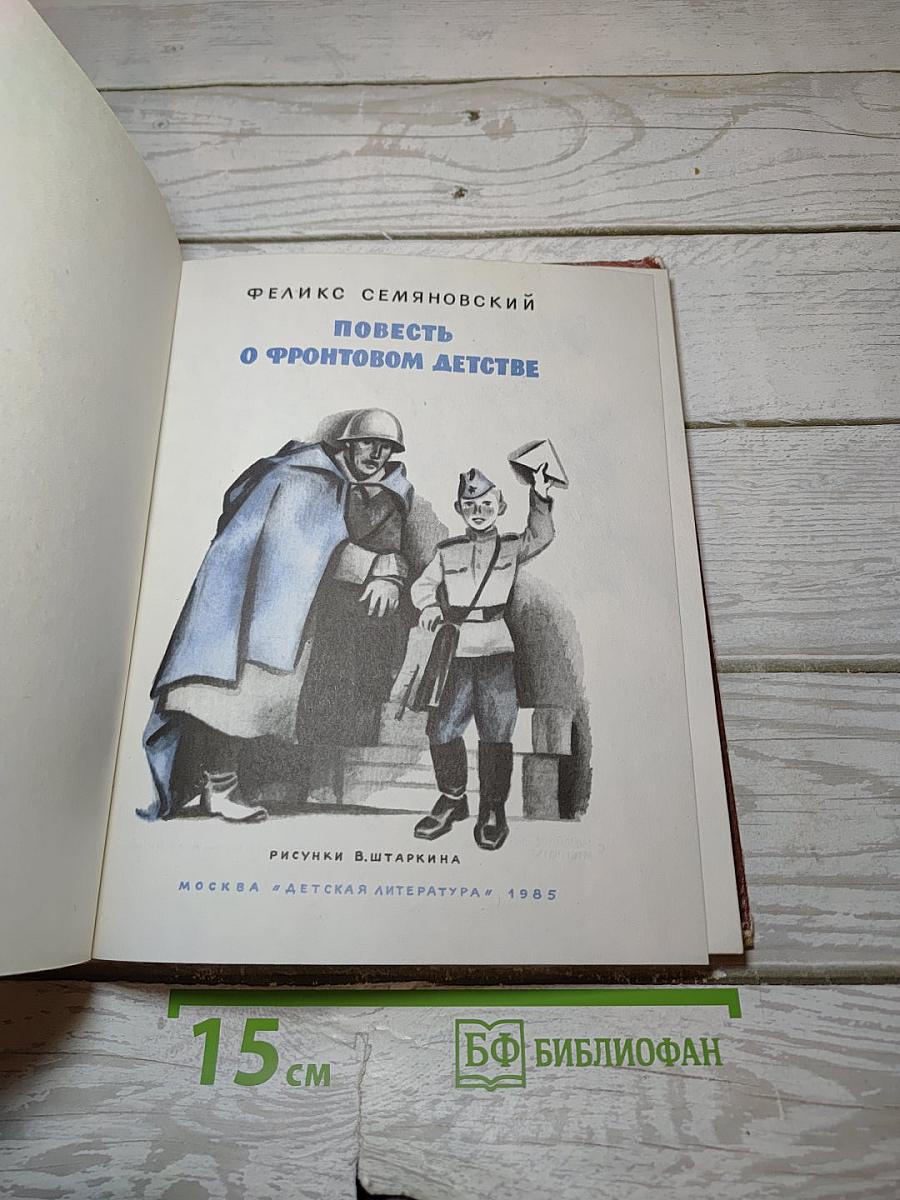 ФЕЛИКС СЕМЯНОВСКИЙ
ПОВЕСТЬ
О ФРОНТОВОМ ДЕТСТВЕ
РИСУНКИ В.ШТАРКИНА
МОСКВА "ДЕТСКАЯ ЛИТЕРАТУРА" 1985
15 см
БФ БИБЛИОФАН